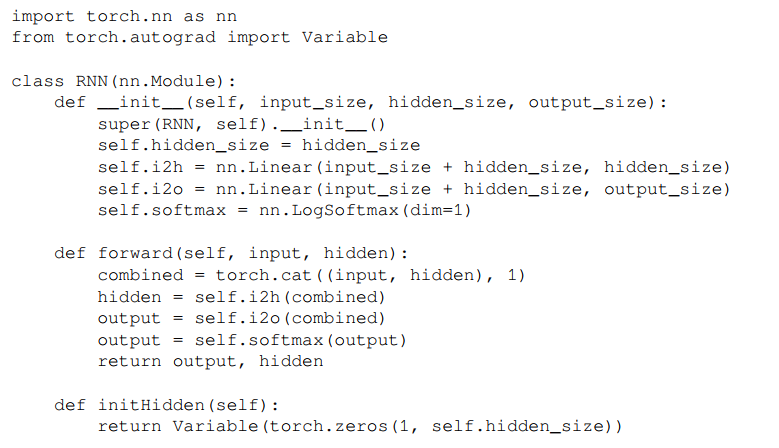 import torch.nn as nn
from torch.autograd import Variable

class RNN(nn.Module):
    def __init__(self, input_size, hidden_size, output_size):
        super(RNN, self).__init__()
        self.hidden_size = hidden_size
        self.i2h = nn.Linear(input_size + hidden_size, hidden_size)
        self.i2o = nn.Linear(input_size + hidden_size, output_size)
        self.softmax = nn.LogSoftmax(dim=1)

    def forward(self, input, hidden):
        combined = torch.cat((input, hidden), 1)
        hidden = self.i2h(combined)
        output = self.i2o(combined)
        output = self.softmax(output)
        return output, hidden

    def initHidden(self):
        return Variable(torch.zeros(1, self.hidden_size))